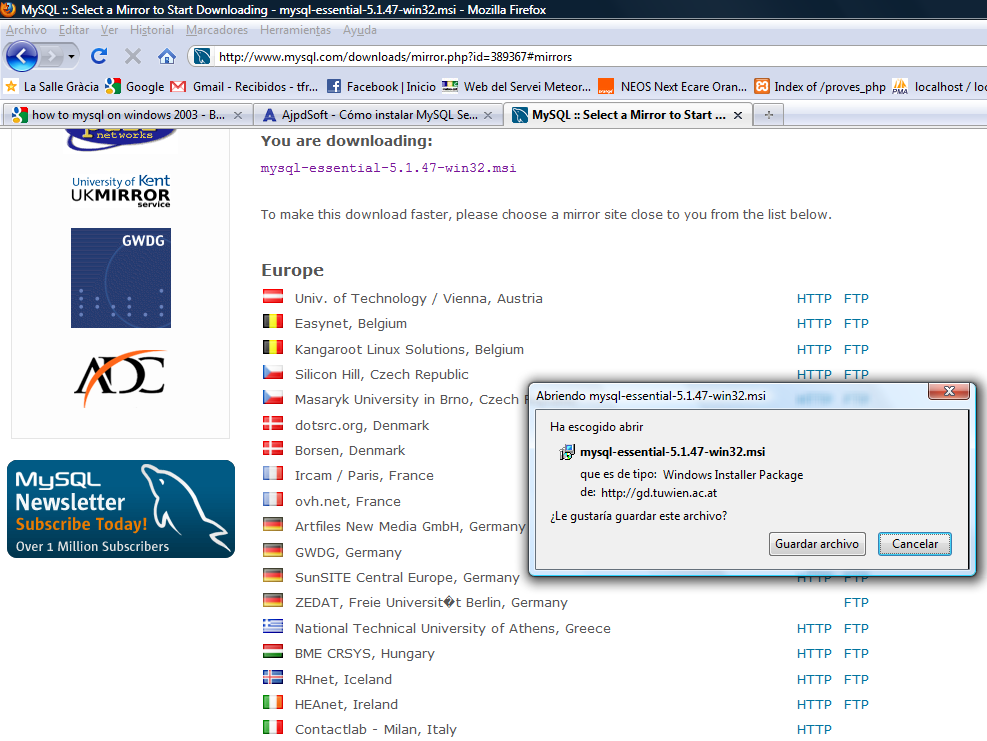 MySQL :: Select a Mirror to Start Downloading - mysql-essential-5.1.47-win32.msi - Mozilla Firefox
Archivo Editar Ver Historial Marcadores Herramientas Ayuda
http://www.mysql.com/downloads/mirror.php?id=389367#mirrors
La Salle Gràcia Google Gmail - Recibidos - tfr... Facebook | Inicio Web del Servei Meteor... NEOS Next Ecare Oran... Index of /proves_php localhost / loc
how to mysql on windows 2003 - B... AjpdSoft - Cómo instalar MySQL Se... MySQL :: Select a Mirror to Start ...
networks
University of Kent
UKMIRROR
service
GWDG
ADC
MySQL
Newsletter
Subscribe Today!
Over 1 Million Subscribers
You are downloading:
mysql-essential-5.1.47-win32.msi
To make this download faster, please choose a mirror site close to you from the list below.
Europe
Univ. of Technology / Vienna, Austria HTTP FTP
Easynet, Belgium HTTP FTP
Kangaroot Linux Solutions, Belgium HTTP FTP
Silicon Hill, Czech Republic HTTP FTP
Masaryk University in Brno, Czech
dotsrc.org, Denmark
Borsen, Denmark
Ircam / Paris, France
ovh.net, France
Artfiles New Media GmbH, Germany
GWDG, Germany
SunSITE Central Europe, Germany HTTP FTP
ZEDAT, Freie Universit�t Berlin, Germany FTP
National Technical University of Athens, Greece HTTP FTP
BME CRSYS, Hungary HTTP FTP
RHnet, Iceland HTTP FTP
HEAnet, Ireland HTTP FTP
Contactlab - Milan, Italy HTTP
Abriendo mysql-essential-5.1.47-win32.msi
Ha escogido abrir
mysql-essential-5.1.47-win32.msi
que es de tipo: Windows Installer Package
de: http://gd.tuwien.ac.at
¿Le gustaría guardar este archivo?
Guardar archivo Cancelar